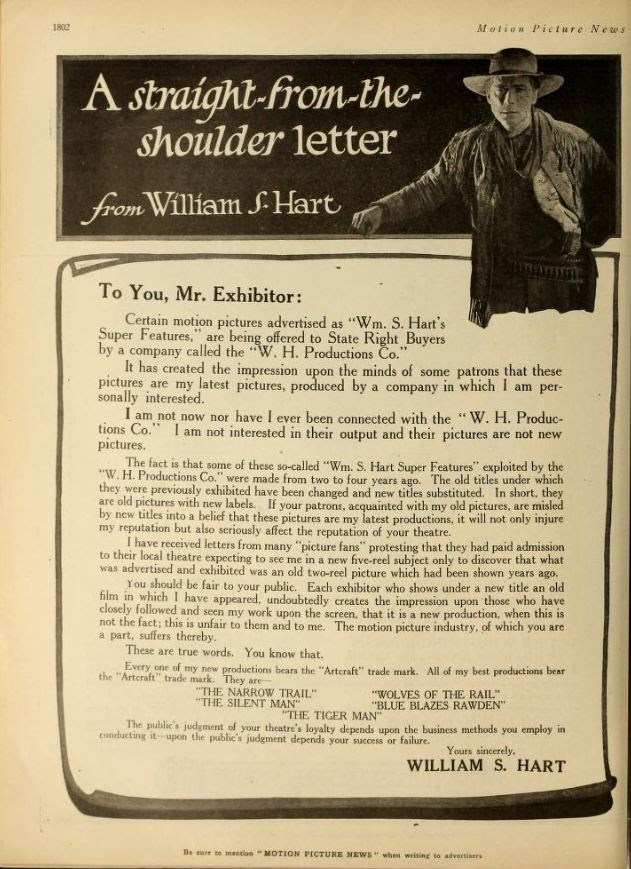 1802
Motion Picture News
A straight-from-the-
shoulder letter
from William S. Hart
To You, Mr. Exhibitor:
Certain motion pictures advertised as "Wm. S. Hart's
Super Features," are being offered to State Right Buyers
by a company called the "W. H. Productions Co."
It has created the impression upon the minds of some patrons that these
pictures are my latest pictures, produced by a company in which I am per-
sonally interested.
I am not now nor have I ever been connected with the "W. H. Produc-
tions Co." I am not interested in their output and their pictures are not new
pictures.
The fact is that some of these so-called "Wm. S. Hart Super Features" exploited by the
"W. H. Productions Co." were made from two to four years ago. The old titles under which
they were previously exhibited have been changed and new titles substituted. In short, they
are old pictures with new labels. If your patrons, acquainted with my old pictures, are misled
by new titles into a belief that these pictures are my latest productions, it will not only injure
my reputation but also seriously affect the reputation of your theatre.
I have received letters from many "picture fans" protesting that they had paid admission
to their local theatre expecting to see me in a new five-reel subject only to discover that what
was advertised and exhibited was an old two-reel picture which had been shown years ago.
You should be fair to your public. Each exhibitor who shows under a new title an old
film in which I have appeared, undoubtedly creates the impression upon those who have
closely followed and seen my work upon the screen, that it is a new production, when this is
not the fact; this is unfair to them and to me. The motion picture industry, of which you are
a part, suffers thereby.
These are true words. You know that.
Every one of my new productions bears the "Artcraft" trade mark. All of my best productions bear
the "Artcraft" trade mark. They are—
"THE NARROW TRAIL" "WOLVES OF THE RAIL"
"THE SILENT MAN" "BLUE BLAZES RAWDEN"
"THE TIGER MAN"
The public's judgment of your theatre's loyalty depends upon the business methods you employ in
conducting it—upon the public's judgment depends your success or failure.
Yours sincerely,
WILLIAM S. HART
Be sure to mention "MOTION PICTURE NEWS" when writing to advertisers